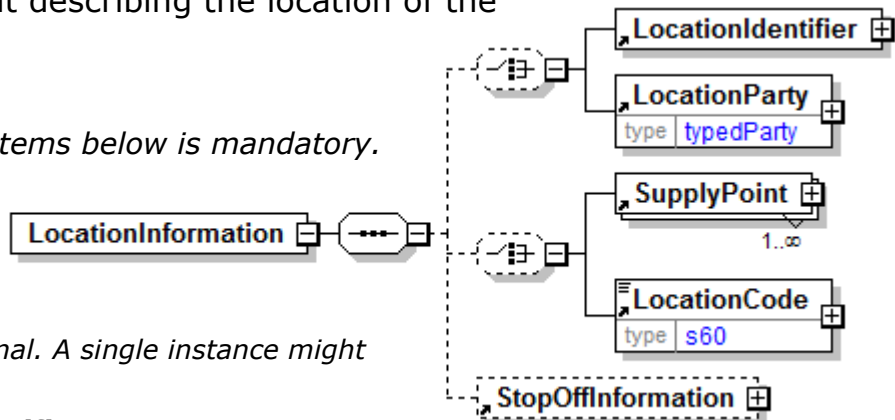 t describing the location of the
LocationIdentifier
LocationParty
type typedParty
tems below is mandatory.
SupplyPoint
1..∞
LocationInformation
LocationCode
type s60
nal. A single instance might
StopOffInformation